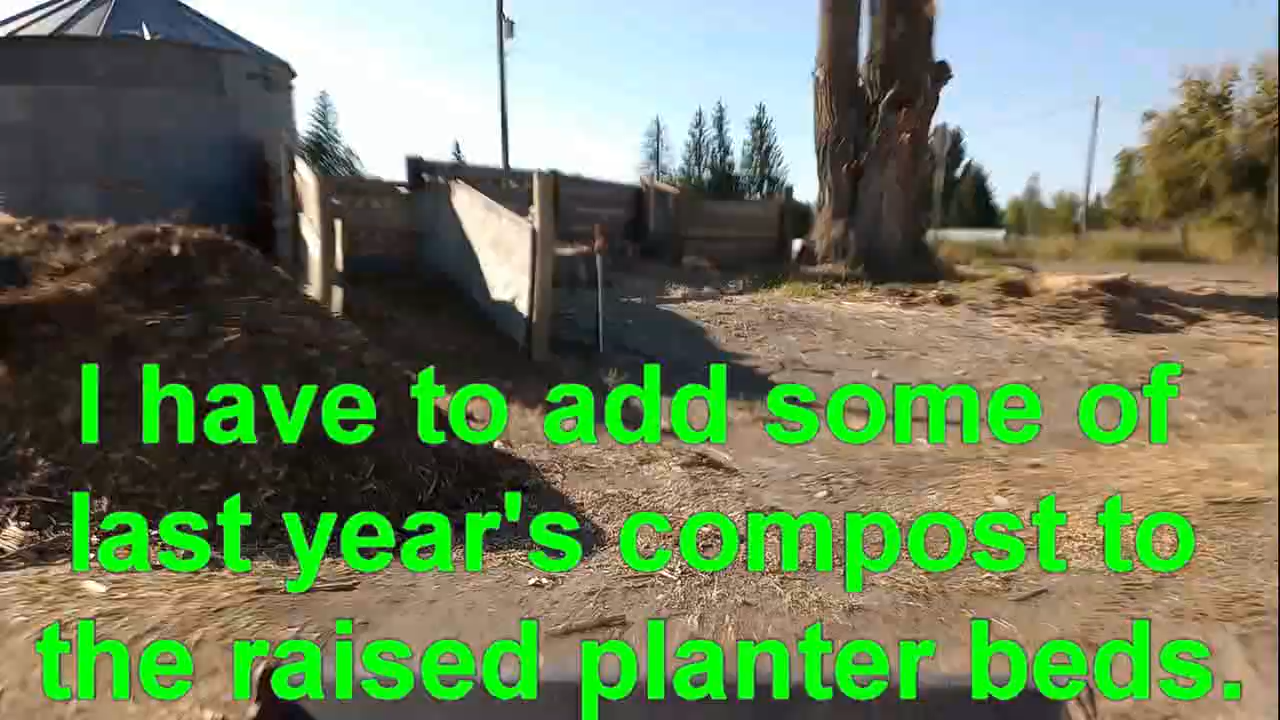 I have to add some of
last year's compost to
the raised planter beds.